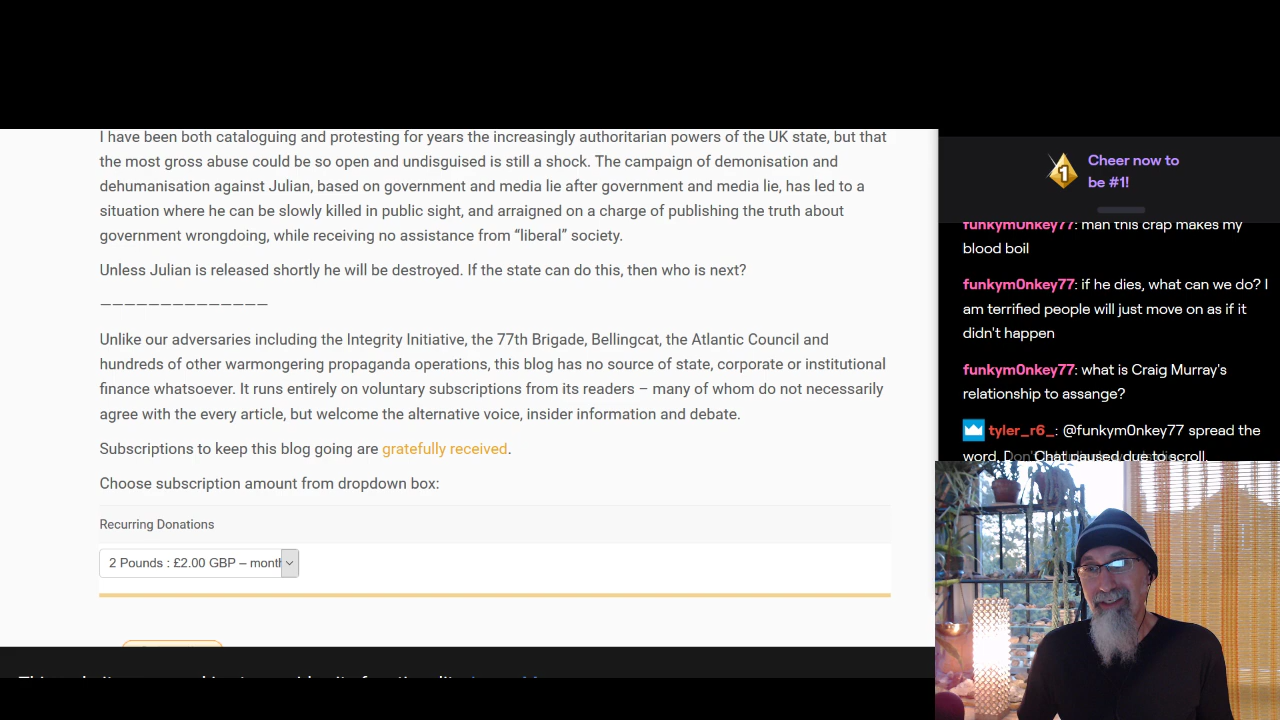 I have been both cataloguing and protesting for years the increasingly authoritarian powers of the UK state, but that
the most gross abuse could be so open and undisguised is still a shock. The campaign of demonisation and
dehumanisation against Julian, based on government and media lie after government and media lie, has led to a
situation where he can be slowly killed in public sight, and arraigned on a charge of publishing the truth about
government wrongdoing, while receiving no assistance from “liberal” society.
Unless Julian is released shortly he will be destroyed. If the state can do this, then who is next?
——————————————
Unlike our adversaries including the Integrity Initiative, the 77th Brigade, Bellingcat, the Atlantic Council and
hundreds of other warmongering propaganda operations, this blog has no source of state, corporate or institutional
finance whatsoever. It runs entirely on voluntary subscriptions from its readers – many of whom do not necessarily
agree with the every article, but welcome the alternative voice, insider information and debate.
Subscriptions to keep this blog going are gratefully received.
Choose subscription amount from dropdown box:
Recurring Donations
2 Pounds : £2.00 GBP – month
Cheer now to
be #1!
1
funkym0nkey77: man this crap makes my
blood boil
funkym0nkey77: if he dies, what can we do? I
am terrified people will just move on as if it
didn't happen
funkym0nkey77: what is Craig Murray's
relationship to assange?
tyler_r6_: @funkym0nkey77 spread the
word, Don't
Chat paused due to scroll